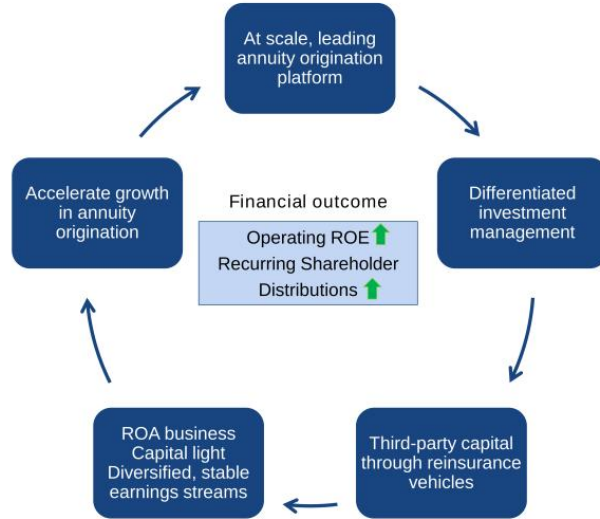 At scale, leading
annuity origination
platform
Differentiated
investment
management
Third-party capital
through reinsurance
vehicles
ROA business
Capital light
Diversified, stable
earnings streams
Accelerate growth
in annuity
origination
Financial outcome
Operating ROE
Recurring Shareholder
Distributions